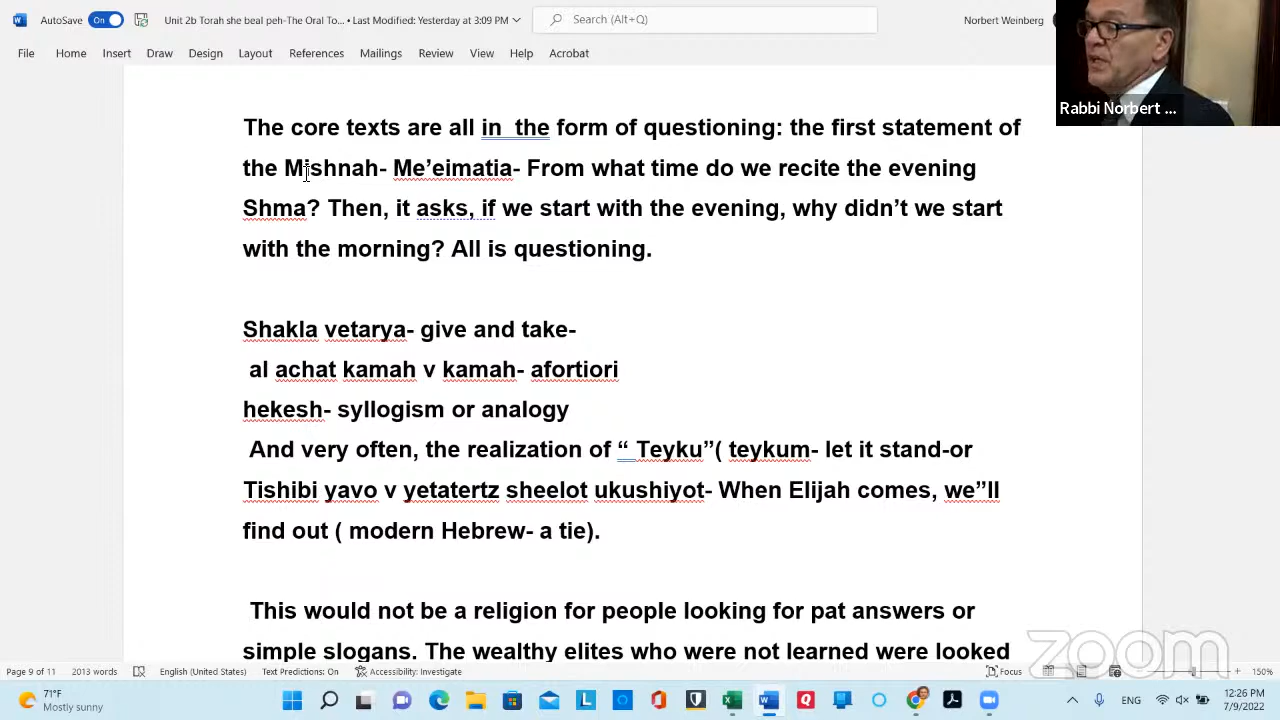 AutoSave On Unit 2b Torah she beal peh-The Oral To... • Last Modified: Yesterday at 3:09 PM Search (Alt+Q) Norbert Weinberg
File Home Insert Draw Design Layout References Mailings Review View Help Acrobat
Rabbi Norbert ...
The core texts are all in the form of questioning: the first statement of
the Mishnah- Me’eimatia- From what time do we recite the evening
Shma? Then, it asks, if we start with the evening, why didn’t we start
with the morning? All is questioning.
Shakla vetarya- give and take-
al achat kamah v kamah- afortiori
hekesh- syllogism or analogy
And very often, the realization of “ Teyku”( teykum- let it stand-or
Tishibi yavo v yetatertz sheelot ukushiyot- When Elijah comes, we”ll
find out ( modern Hebrew- a tie).
This would not be a religion for people looking for pat answers or
simple slogans. The wealthy elites who were not learned were looked
zoom
Page 9 of 11 2013 words English (United States) Text Predictions: On Accessibility: Investigate Focus 150%
77°F
Mostly sunny
ENG
12:26 PM
7/9/2022